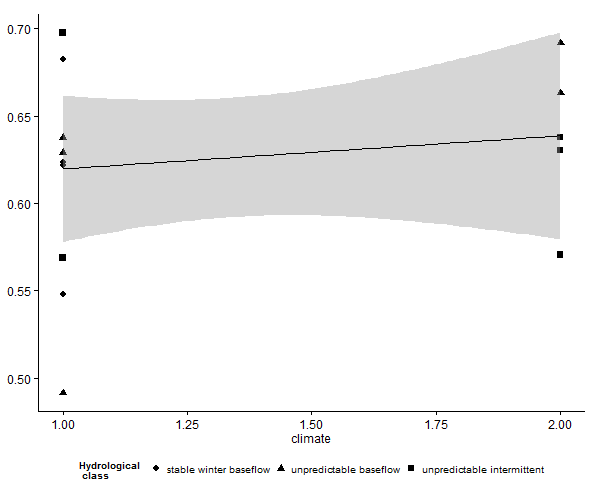 0.70
0.65
0.60
0.55
0.50
1.00 1.25 1.50 1.75 2.00
climate
Hydrological
class
stable winter baseflow unpredictable baseflow unpredictable intermittent